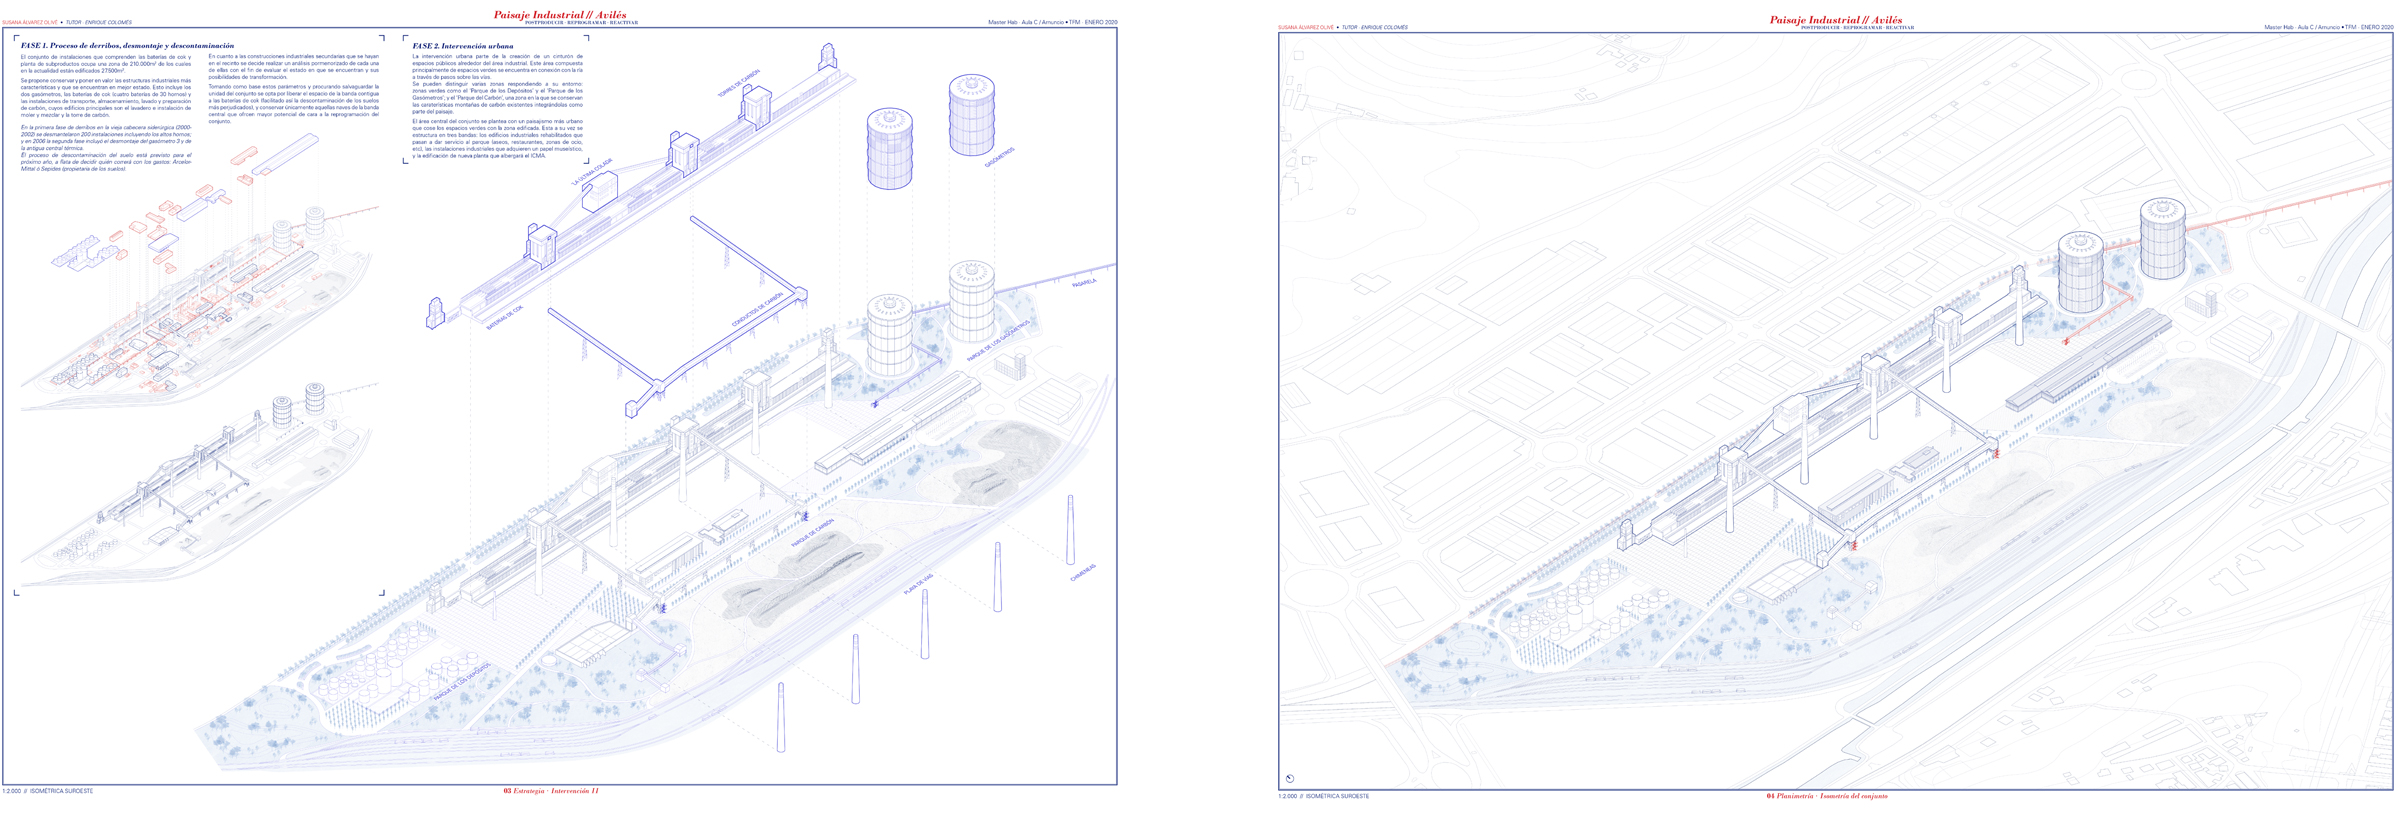 Paisaje Industrial // Avilés
SUSANA ÁLVAREZ OLIVÉ • TUTOR · ENRIQUE COLOMÉS
POSTPRODUCIR · REPROGRAMAR · REACTIVAR
Master Hab · Aula C / Arnuncio • TFM · ENERO 2020
FASE 1. Proceso de derribos, desmontaje y descontaminación
El conjunto de instalaciones que comprenden las baterías de cok y
planta de subproductos ocupa una zona de 210.000m² de los cuales
en la actualidad están edificados 27500m².
Se propone conservar y poner en valor las estructuras industriales más
características y que se encuentran en mejor estado. Esto incluye los
dos gasómetros, las baterías de cok (cuatro baterías de 30 hornos) y
las instalaciones de transporte, almacenamiento, lavado y preparación
de carbón, cuyos edificios principales son el lavadero e instalación de
moler y mezclar y la torre de carbón.
En la primera fase de derribos en la vieja cabecera siderúrgica (2000-
2002) se desmantelaron 200 instalaciones incluyendo los altos hornos;
y en 2006 la segunda fase incluyó el desmontaje del gasómetro 3 y de
la antigua central térmica.
El proceso de descontaminación del suelo está previsto para el
próximo año, a falta de decidir quien correrá con los gastos: Arcelor-
Mittal ó Sepides (propietaria de los suelos).
En cuanto a las construcciones industriales secundarias que se hayan
en el recinto se decide realizar un análisis pormenorizado de cada una
de ellas con el fin de evaluar el estado en que se encuentran y sus
posibilidades de transformación.
Tomando como base estos parámetros y procurando salvaguardar la
unidad del conjunto se opta por liberar el espacio de la banda contigua
a las baterías de cok (facilitado así la descontaminación de los suelos
más perjudicados), y conservar únicamente aquellas naves de la banda
central que ofrecen mayor potencial de cara a la reprogramación del
conjunto.
FASE 2. Intervención urbana
La intervención urbana parte de la creación de un cinturón de
espacios públicos alrededor del área industrial. Este área compuesta
principalmente de espacios verdes se encuentra en conexión con la ría
a través de pasos sobre las vías.
Se pueden distinguir varias zonas respondiendo a su entorno:
zonas verdes como el 'Parque de los Depósitos' y el 'Parque de los
Gasómetros'; y el 'Parque del Carbón', una zona en la que se conservan
las carísterísticas montañas de carbón existentes integrándolas como
parte del paisaje.
El área central del conjunto se plantea con un paisajismo más urbano
que cose los espacios verdes con la zona edificada. Esta a su vez se
estructura en tres bandas: los edificios industriales rehabilitados que
pasan a dar servicio al parque (aseos, restaurantes, zonas de ocio,
etc), las instalaciones industriales que adquieren un papel museístico,
y la edificación de nueva planta que albergará el ICMA.
TORRES DE CARBÓN
GASÓMETROS
LA ÚLTIMA COLADA
PASARELA
BATERÍAS DE COK
CONDUCTOS DE CARBÓN
PARQUE DE LOS GASÓMETROS
PARQUE DE CARBÓN
CHIMENEAS
PLAYA DE VÍAS
PARQUE DE LOS DEPÓSITOS
1:2.000 // ISOMÉTRICA SUROESTE
03 Estrategia · Intervención II
Paisaje Industrial // Avilés
SUSANA ÁLVAREZ OLIVÉ • TUTOR · ENRIQUE COLOMÉS
POSTPRODUCIR · REPROGRAMAR · REACTIVAR
Master Hab · Aula C / Arnuncio • TFM · ENERO 2020
1:2.000 // ISOMÉTRICA SUROESTE
04 Planimetría · Isometría del conjunto